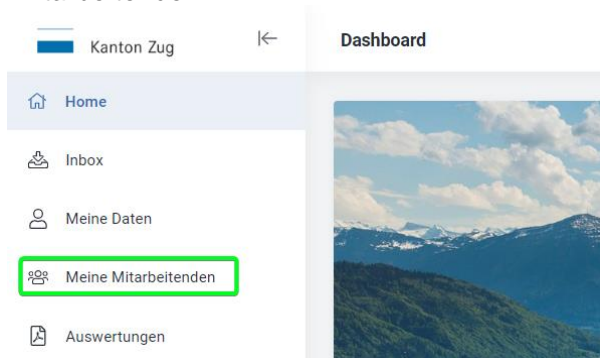 Kanton Zug
Dashboard
Home
Inbox
Meine Daten
Meine Mitarbeitenden
Auswertungen